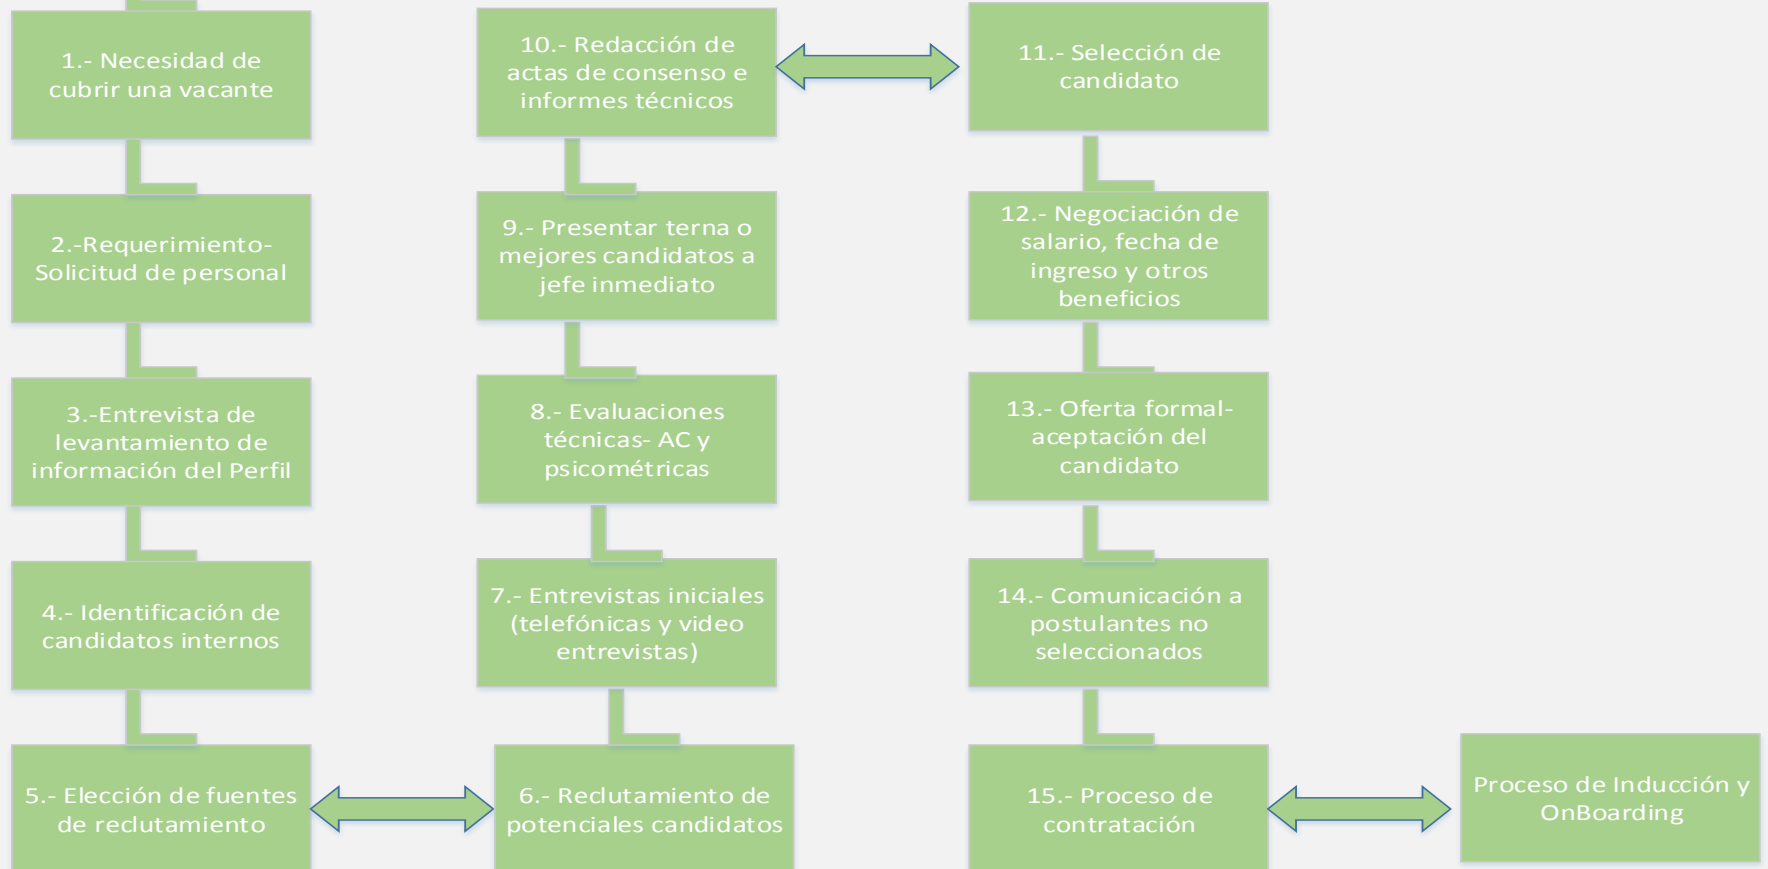 1.- Necesidad de
cubrir una vacante
2.-Requerimiento-
Solicitud de personal
3.-Entrevista de
levantamiento de
información del Perfil
4.- Identificación de
candidatos internos
5.- Elección de fuentes
de reclutamiento
6.- Reclutamiento de
potenciales candidatos
7.- Entrevistas iniciales
(telefónicas y video
entrevistas)
8.- Evaluaciones
técnicas- AC y
psicométricas
9.- Presentar terna o
mejores candidatos a
jefe inmediato
10.- Redacción de
actas de consenso e
informes técnicos
11.- Selección de
candidato
12.- Negociación de
salario, fecha de
ingreso y otros
beneficios
13.- Oferta formal-
aceptación del
candidato
14.- Comunicación a
postulantes no
seleccionados
15.- Proceso de
contratación
Proceso de Inducción y
OnBoarding